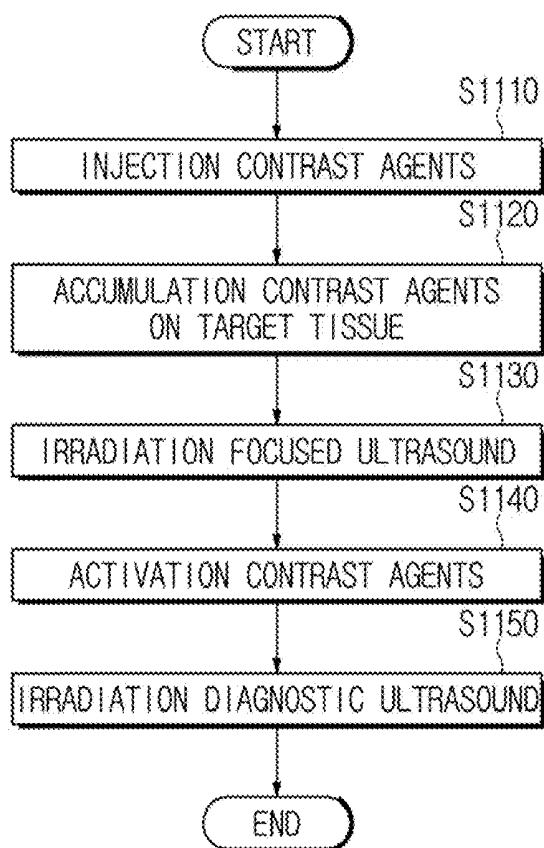 START
S1110
INJECTION CONTRAST AGENTS
S1120
ACCUMULATION CONTRAST AGENTS
ON TARGET TISSUE
S1130
IRRADIATION FOCUSED ULTRASOUND
S1140
ACTIVATION CONTRAST AGENTS
S1150
IRRADIATION DIAGNOSTIC ULTRASOUND
END